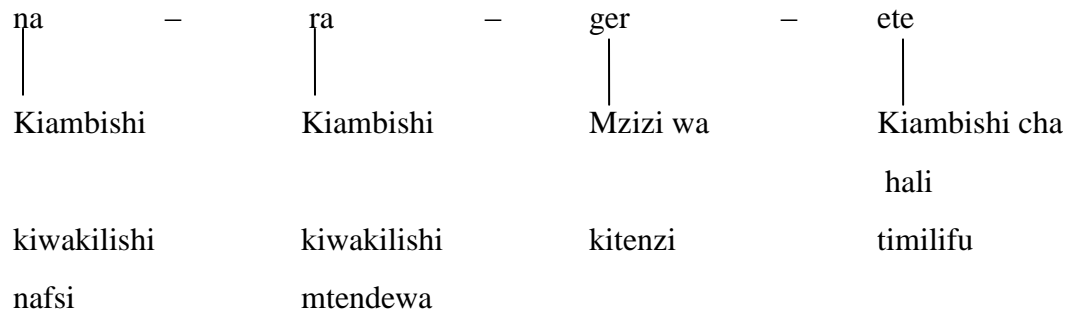 na – ra – ger – ete
Kiambishi Kiambishi Mzizi wa Kiambishi cha
hali
kiwakilishi kiwakilishi kitenzi timilifu
nafsi mtendewa